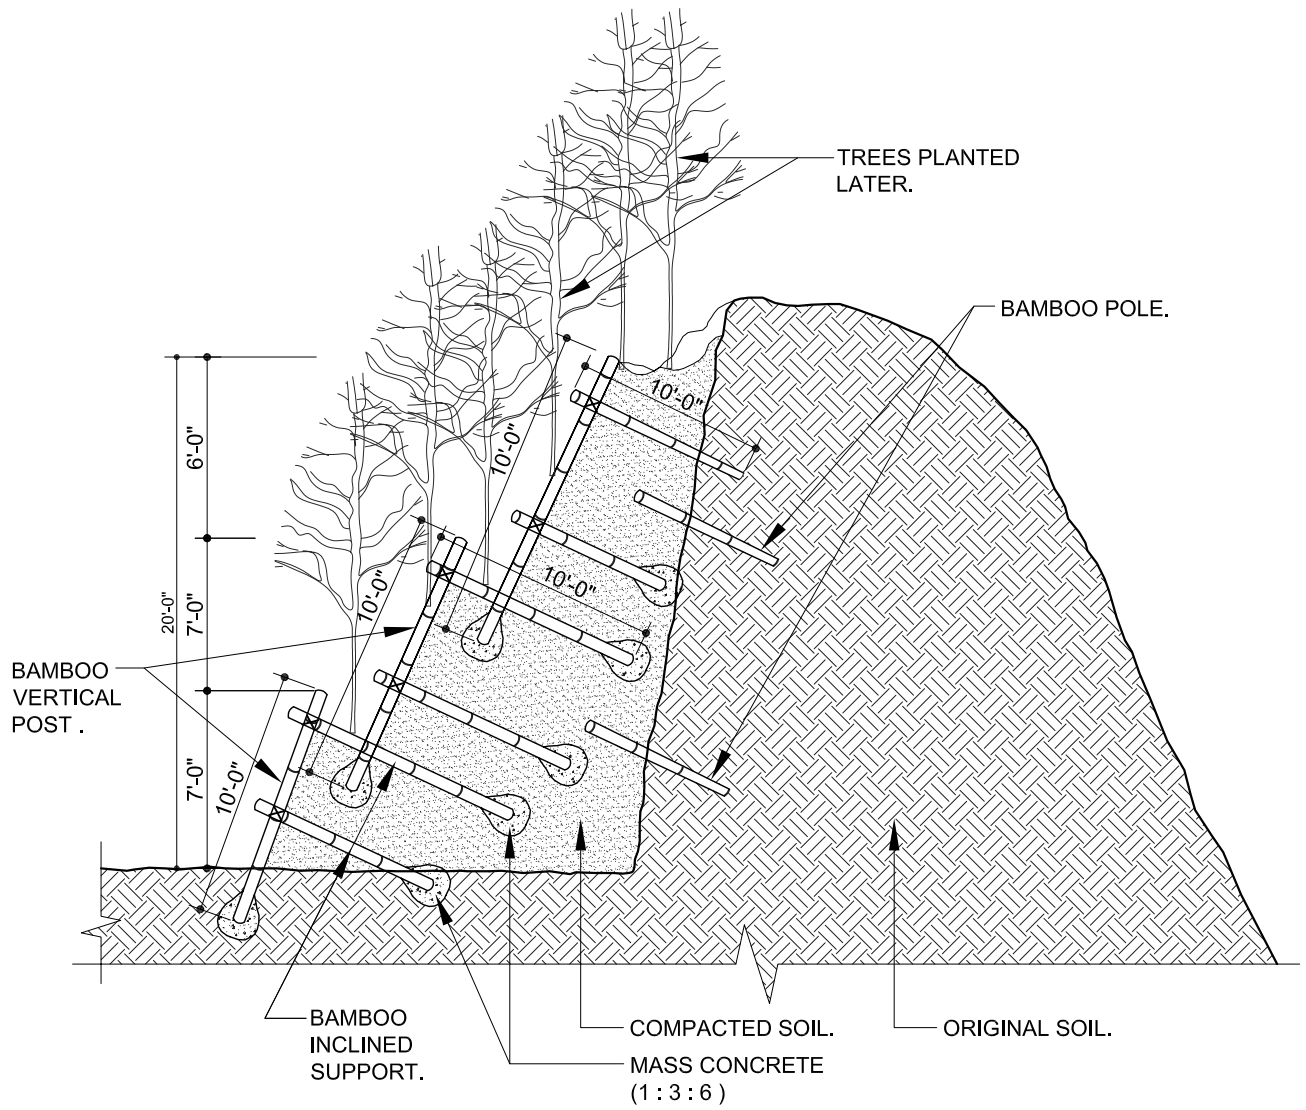 TREES PLANTED
LATER.
BAMBOO POLE.
10'-0"
10'-0"
6'-0"
10'-0"
10'-0"
20'-0"
7'-0"
BAMBOO
VERTICAL
POST .
7'-0"
10'-0"
BAMBOO
INCLINED
SUPPORT.
COMPACTED SOIL.
ORIGINAL SOIL.
MASS CONCRETE
(1 : 3 : 6 )